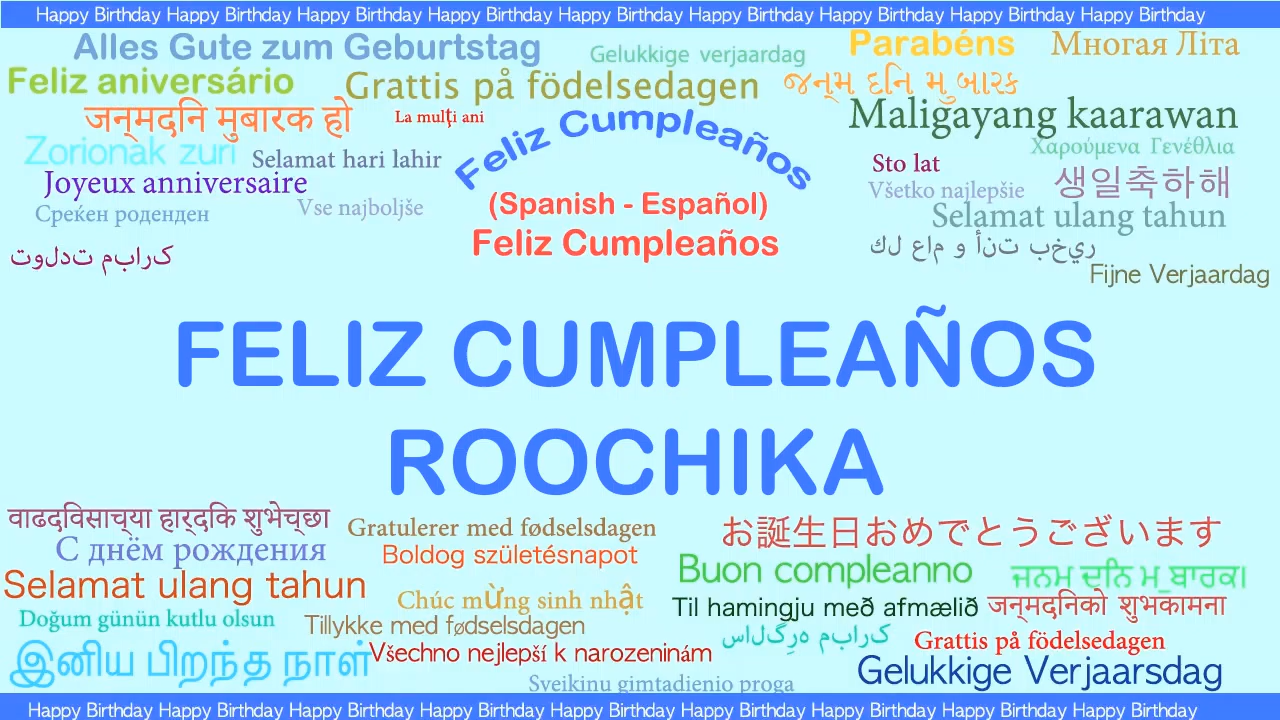 Happy Birthday Happy Birthday Happy Birthday Happy Birthday Happy Birthday Happy Birthday Happy Birthday Happy Birthday Happy Birthday
Alles Gute zum Geburtstag
Gelukkige verjaardag
Parabéns
Многая Літа
Feliz aniversário
Grattis på födelsedagen
જન્મ દિન મુબારક
जन्मदिन मुबारक हो
La mulţi ani
Feliz Cumpleaños
Maligayang kaarawan
Zorionak zuri
Selamat hari lahir
Χαρούμενα Γενέθλια
Sto lat
Joyeux anniversaire
(Spanish - Español)
Všetko najlepšie
생일축하해
Среќен роденден
Vse najboljše
Feliz Cumpleaños
Selamat ulang tahun
تولدت مبارک
كل عام و أنت بخير
Fijne Verjaardag
FELIZ CUMPLEAÑOS
ROOCHIKA
वाढदिवसाच्या हार्दिक शुभेच्छा
Gratulerer med fødselsdagen
お誕生日おめでとうございます
С днём рождения
Boldog születésnapot
Buon compleanno
ਜਨਮ ਦਿਨ ਮੁਬਾਰਕ।
Selamat ulang tahun
Chúc mừng sinh nhật
Til hamingju með afmælið
जन्मदिनको शुभकामना
Doğum günün kutlu olsun
Tillykke med fødselsdagen
سالگرہ مبارک
Grattis på födelsedagen
இனிய பிறந்த நாள்
Všechno nejlepší k narozeninám
Gelukkige Verjaarsdag
Sveikinu gimtadienio proga
Happy Birthday Happy Birthday Happy Birthday Happy Birthday Happy Birthday Happy Birthday Happy Birthday Happy Birthday Happy Birthday